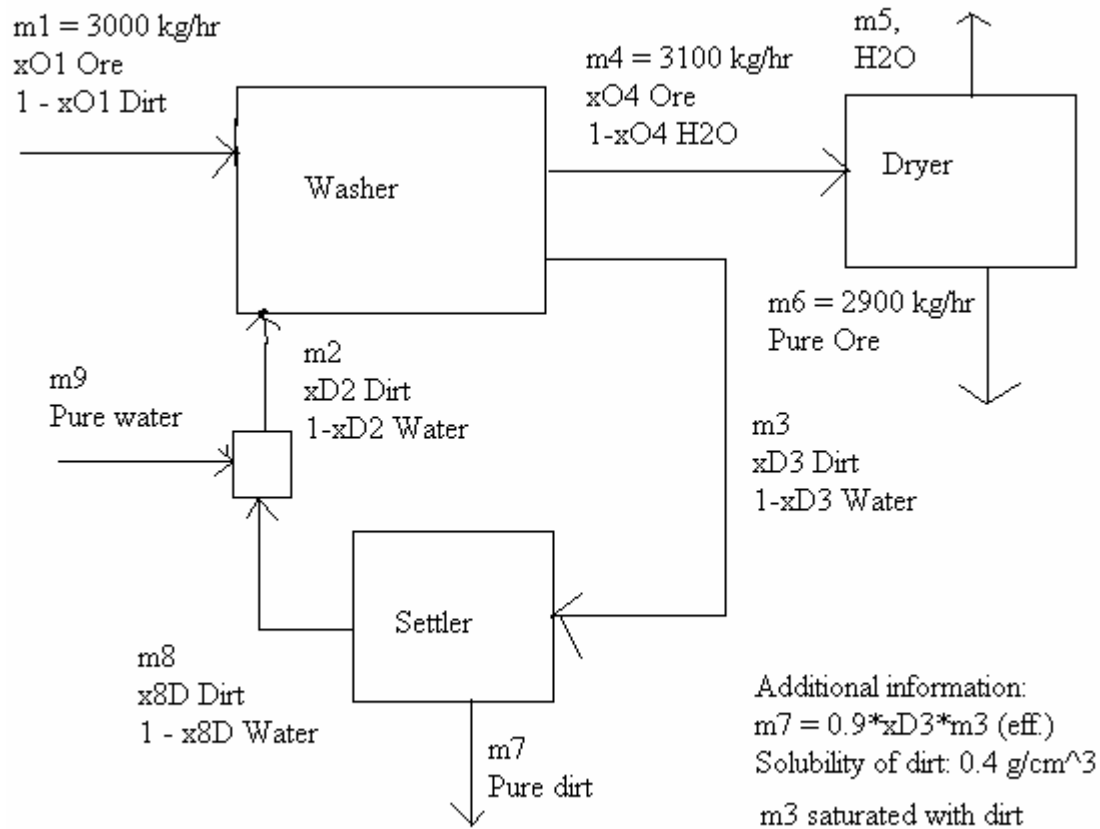 m1 = 3000 kg/hr
xO1 Ore
1 - xO1 Dirt
Washer
m4 = 3100 kg/hr
xO4 Ore
1-xO4 H2O
m5,
H2O
Dryer
m6 = 2900 kg/hr
Pure Ore
m2
xD2 Dirt
1-xD2 Water
m9
Pure water
m3
xD3 Dirt
1-xD3 Water
Settler
m8
x8D Dirt
1 - x8D Water
m7
Pure dirt
Additional information:
m7 = 0.9*xD3*m3 (eff.)
Solubility of dirt: 0.4 g/cm^3
m3 saturated with dirt